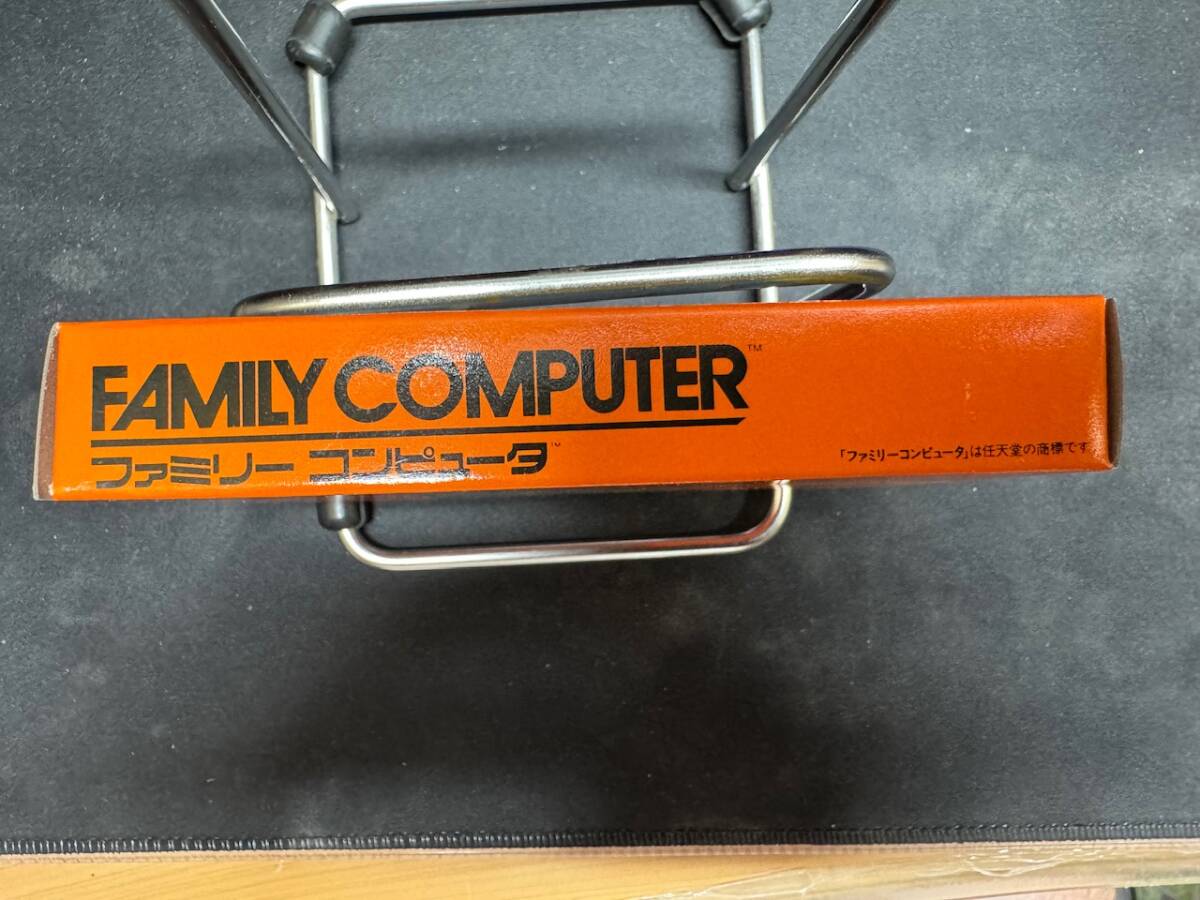 FAMILY COMPUTER™
ファミリー コンピュータ™
「ファミリーコンピュータ」は任天堂の商標です